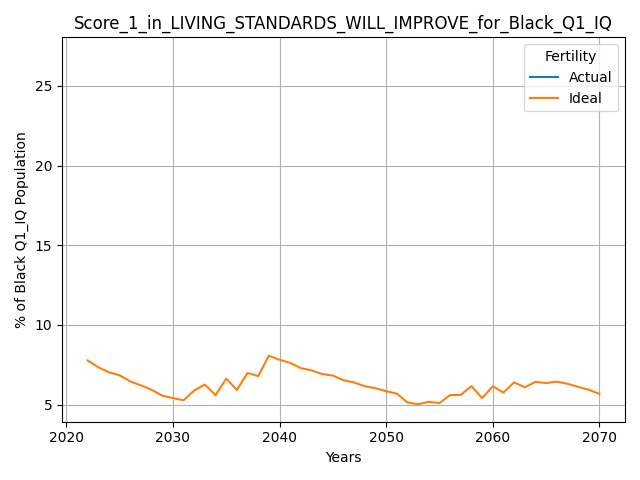 Score_1_in_LIVING_STANDARDS_WILL_IMPROVE_for_Black_Q1_IQ
Fertility
Actual
Ideal
% of Black Q1_IQ Population
25
20
15
10
5
2020 2030 2040 2050 2060 2070
Years